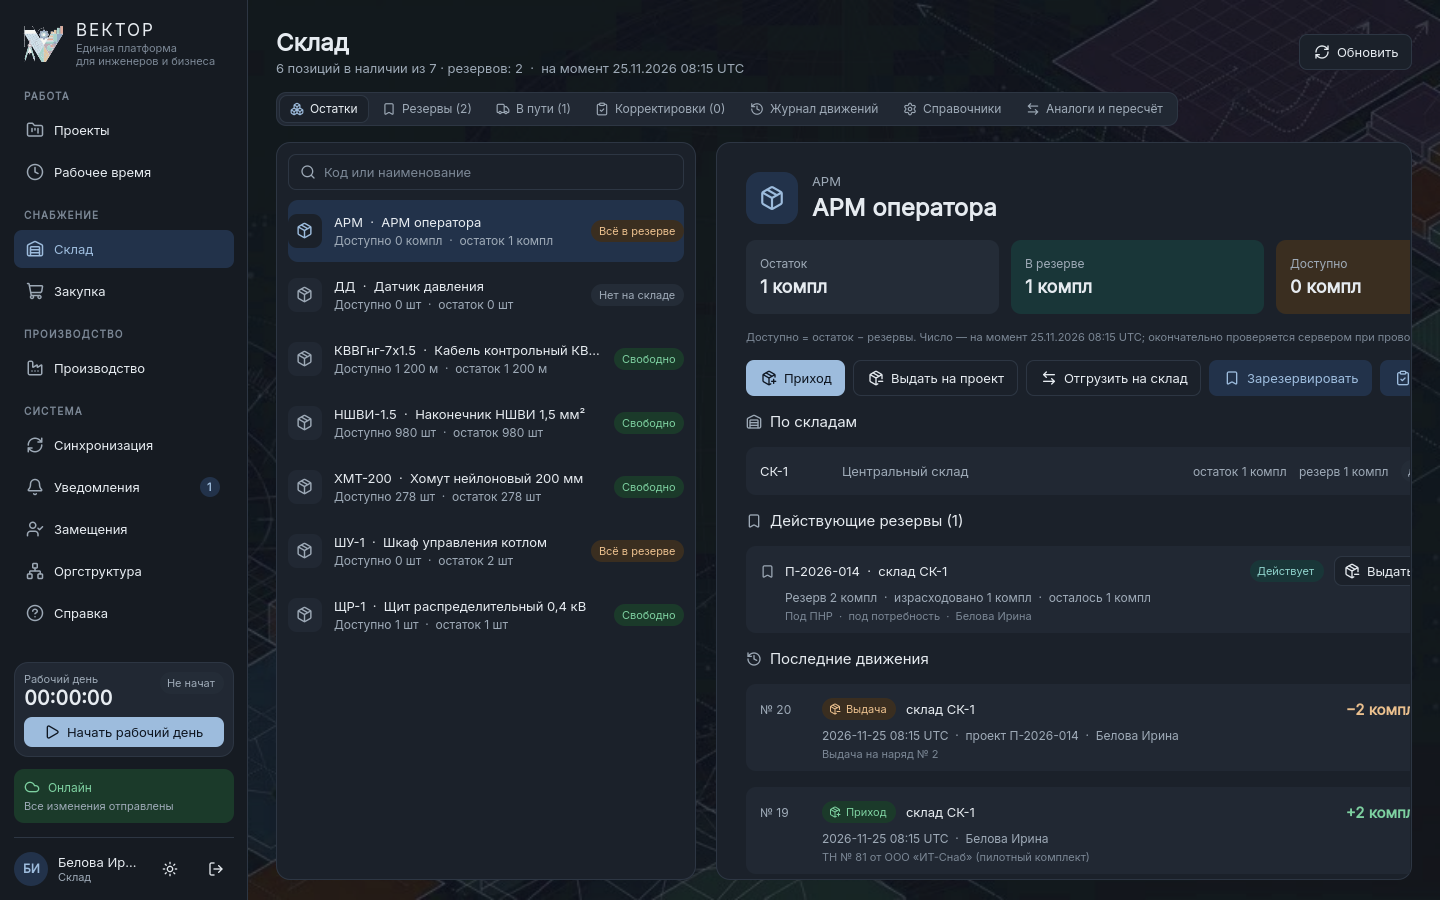 ВЕКТОР
Единая платформа
для инженеров и бизнеса
РАБОТА
Проекты
Рабочее время
СНАБЖЕНИЕ
Склад
Закупка
ПРОИЗВОДСТВО
Производство
СИСТЕМА
Синхронизация
Уведомления 1
Замещения
Оргструктура
Справка
Рабочий день
Не начат
00:00:00
Начать рабочий день
Онлайн
Все изменения отправлены
БИ
Белова Ир...
Склад
Склад
6 позиций в наличии из 7 · резервов: 2 · на момент 25.11.2026 08:15 UTC
Обновить
Остатки
Резервы (2)
В пути (1)
Корректировки (0)
Журнал движений
Справочники
Аналоги и пересчёт
Код или наименование
АРМ · АРМ оператора
Доступно 0 компл · остаток 1 компл
Всё в резерве
ДД · Датчик давления
Доступно 0 шт · остаток 0 шт
Нет на складе
КВВГнг-7х1.5 · Кабель контрольный КВ...
Доступно 1 200 м · остаток 1 200 м
Свободно
НШВИ-1.5 · Наконечник НШВИ 1,5 мм²
Доступно 980 шт · остаток 980 шт
Свободно
ХМТ-200 · Хомут нейлоновый 200 мм
Доступно 278 шт · остаток 278 шт
Свободно
ШУ-1 · Шкаф управления котлом
Доступно 0 шт · остаток 2 шт
Всё в резерве
ЩР-1 · Щит распределительный 0,4 кВ
Доступно 1 шт · остаток 1 шт
Свободно
АРМ
АРМ оператора
Остаток
1 компл
В резерве
1 компл
Доступно
0 компл
Доступно = остаток − резервы. Число — на момент 25.11.2026 08:15 UTC; окончательно проверяется сервером при прово
Приход
Выдать на проект
Отгрузить на склад
Зарезервировать
По складам
СК-1 Центральный склад остаток 1 компл резерв 1 компл
Действующие резервы (1)
П-2026-014 · склад СК-1
Действует
Выдать
Резерв 2 компл · израсходовано 1 компл · осталось 1 компл
Под ПНР · под потребность · Белова Ирина
Последние движения
№ 20 Выдача склад СК-1 −2 компл
2026-11-25 08:15 UTC · проект П-2026-014 · Белова Ирина
Выдача на наряд № 2
№ 19 Приход склад СК-1 +2 компл
2026-11-25 08:15 UTC · Белова Ирина
ТН № 81 от ООО «ИТ-Снаб» (пилотный комплект)